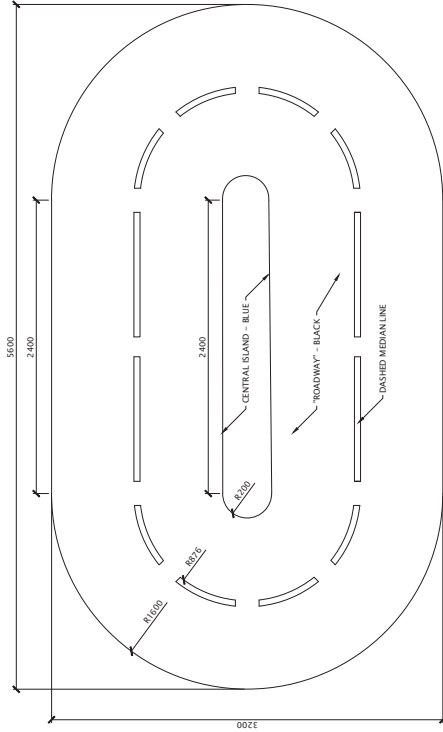 5600
2400
2400
CENTRAL ISLAND - BLUE
"ROADWAY" - BLACK
DASHED MEDIAN LINE
R200
R876
R1600
3200